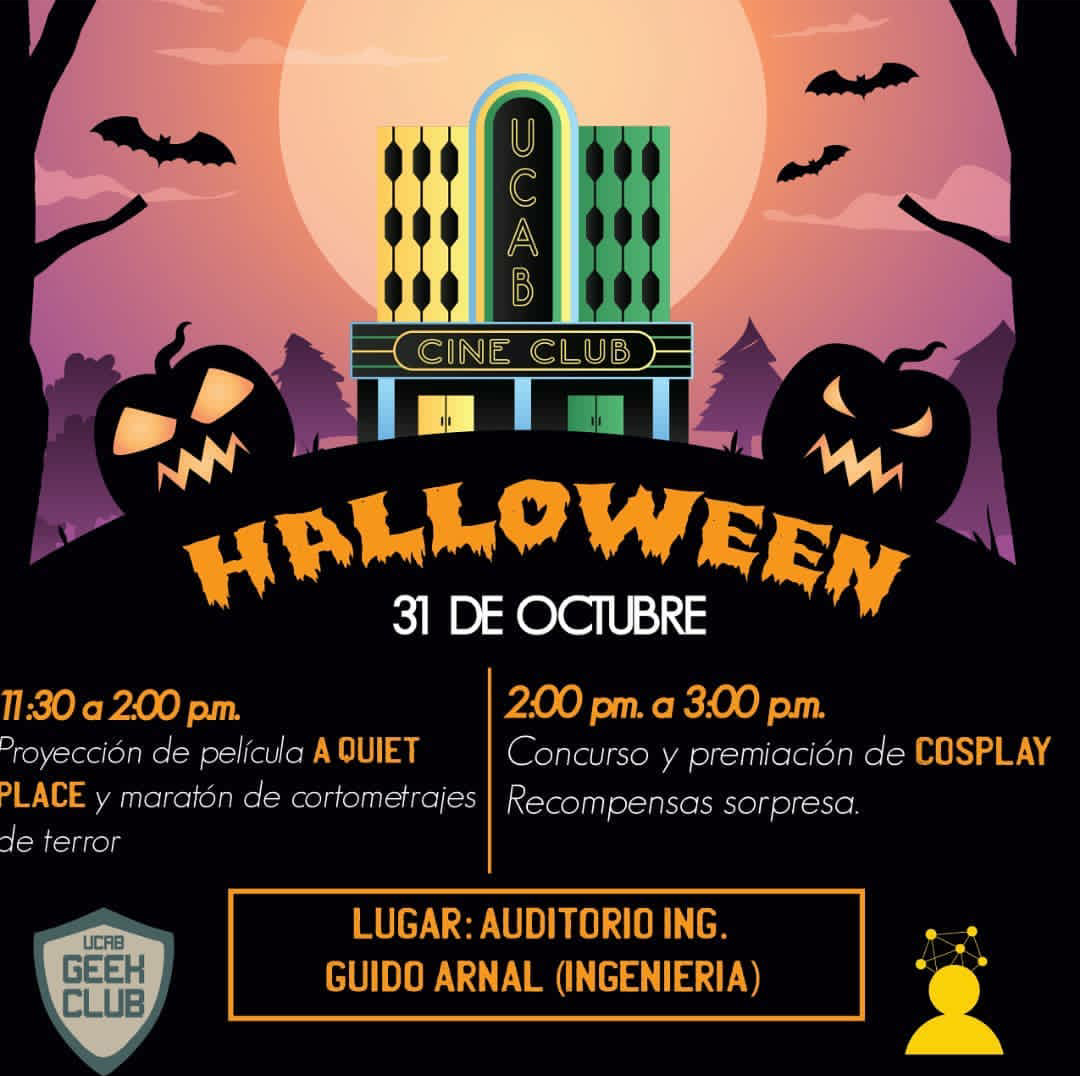 UCAB
CINE CLUB
HALLOWEEN
31 DE OCTUBRE
11:30 a 2:00 p.m.
Proyección de película A QUIET
PLACE y maratón de cortometrajes
de terror
2:00 pm. a 3:00 p.m.
Concurso y premiación de COSPLAY
Recompensas sorpresa.
LUGAR: AUDITORIO ING.
GUIDO ARNAL (INGENIERIA)
UCAB
GEEK
CLUB